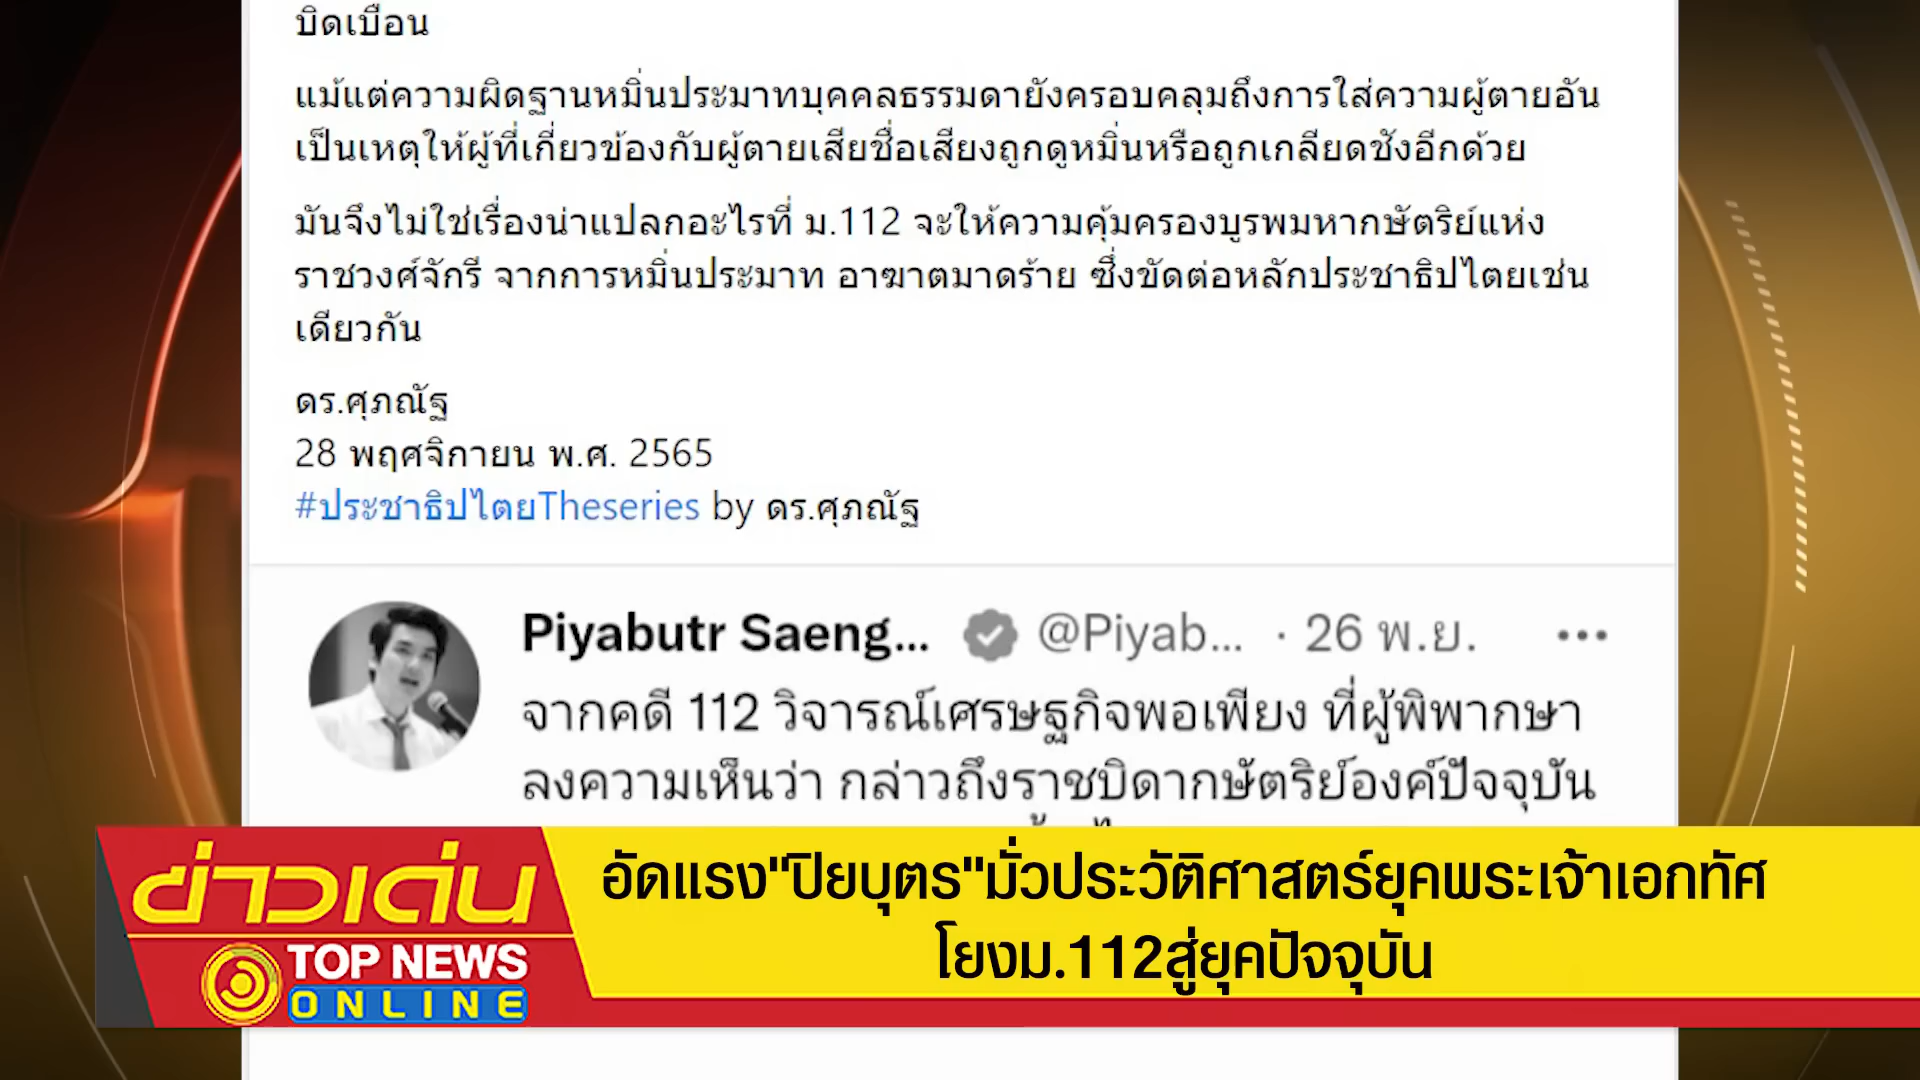 บิดเบือน
แม้แต่ความผิดฐานหมิ่นประมาทบุคคลธรรมดายังครอบคลุมถึงการใส่ความผู้ตายอัน
เป็นเหตุให้ผู้ที่เกี่ยวข้องกับผู้ตายเสียชื่อเสียงถูกดูหมิ่นหรือถูกเกลียดชังอีกด้วย
มันจึงไม่ใช่เรื่องน่าแปลกอะไรที่ ม.112 จะให้ความคุ้มครองบูรพมหากษัตริย์แห่ง
ราชวงศ์จักรี จากการหมิ่นประมาท อาฆาตมาดร้าย ซึ่งขัดต่อหลักประชาธิปไตยเช่น
เดียวกัน
ดร.ศุภณัฐ
28 พฤศจิกายน พ.ศ. 2565
#ประชาธิปไตยTheseries by ดร.ศุภณัฐ
Piyabutr Saeng... @Piyab... · 26 พ.ย.
จากคดี 112 วิจารณ์เศรษฐกิจพอเพียง ที่ผู้พิพากษา
ลงความเห็นว่า กล่าวถึงราชบิดากษัตริย์องค์ปัจจุบัน
ข่าวเด่น
TOP NEWS
ONLINE
อัดแรง"ปิยบุตร"มั่วประวัติศาสตร์ยุคพระเจ้าเอกทัศ
โยงม.112สู่ยุคปัจจุบัน